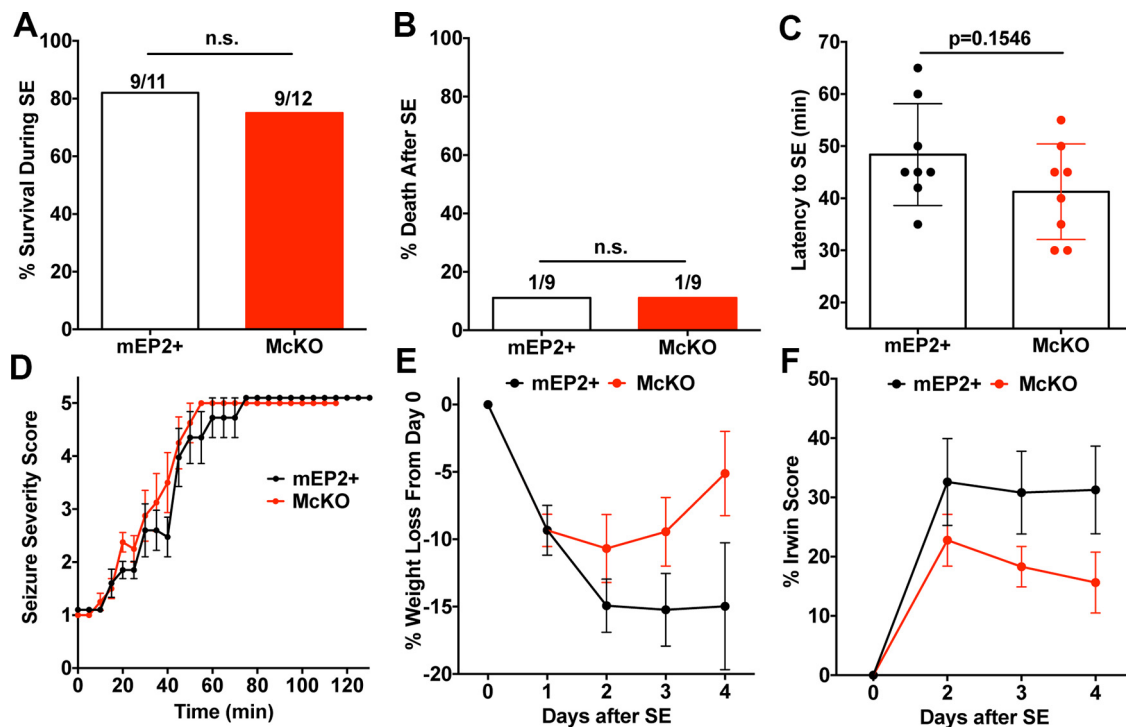 A
n.s.
9/11
9/12
% Survival During SE
100
80
60
40
20
0
mEP2+
McKO
B
n.s.
1/9
1/9
% Death After SE
100
80
60
40
20
0
mEP2+
McKO
C
p=0.1546
Latency to SE (min)
70
60
50
40
30
20
mEP2+
McKO
D
Seizure Severity Score
5
4
3
2
1
0
mEP2+
McKO
0 20 40 60 80 100 120
Time (min)
E
mEP2+
McKO
% Weight Loss From Day 0
0
-5
-10
-15
-20
0 1 2 3 4
Days after SE
F
mEP2+
McKO
% Irwin Score
50
40
30
20
10
0
0 2 3 4
Days after SE